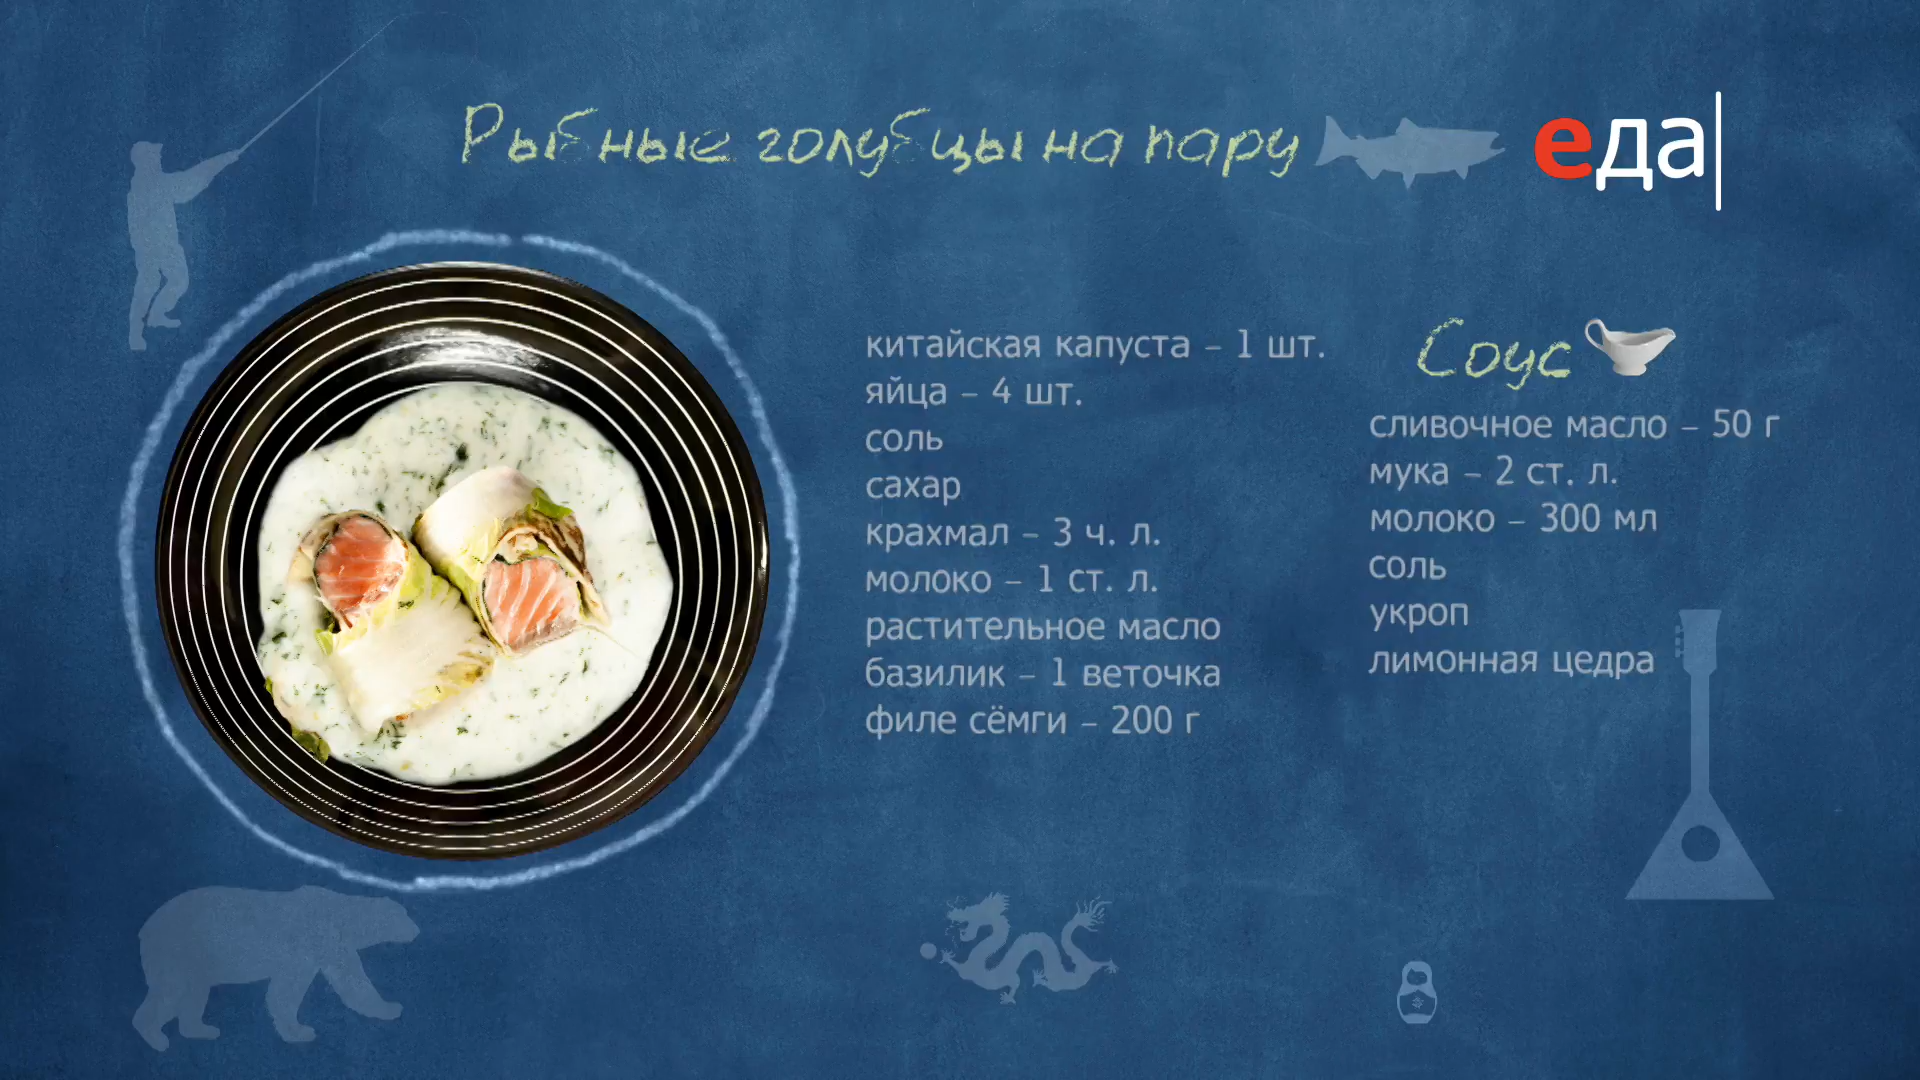 Рыбные голубцы на пару
еда
китайская капуста – 1 шт.
яйца – 4 шт.
соль
сахар
крахмал – 3 ч. л.
молоко – 1 ст. л.
растительное масло
базилик – 1 веточка
филе сёмги – 200 г
Соус
сливочное масло – 50 г
мука – 2 ст. л.
молоко – 300 мл
соль
укроп
лимонная цедра